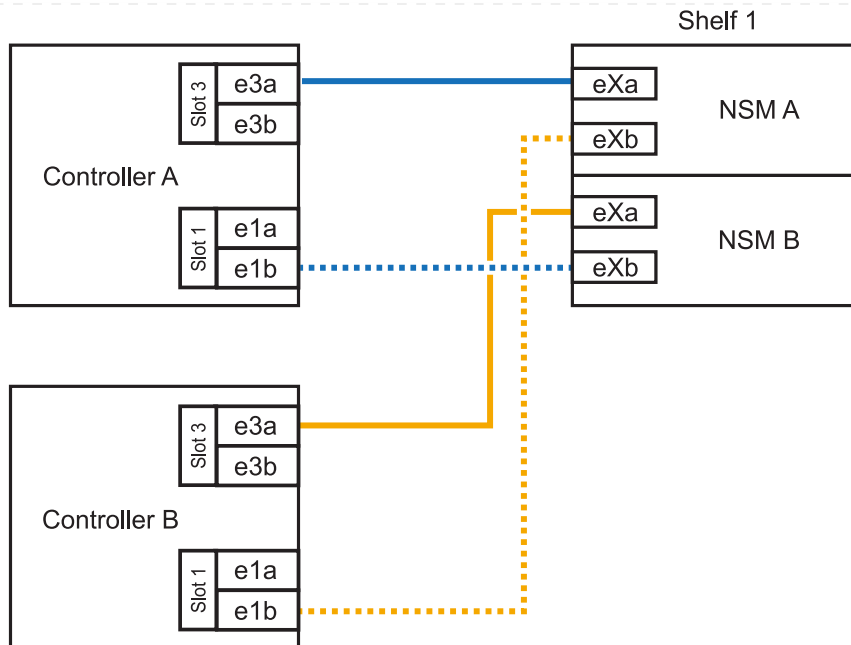 Shelf 1
Slot 3
e3a
e3b
Controller A
Slot 1
e1a
e1b
eXa
eXb
NSM A
eXa
eXb
NSM B
Slot 3
e3a
e3b
Controller B
Slot 1
e1a
e1b